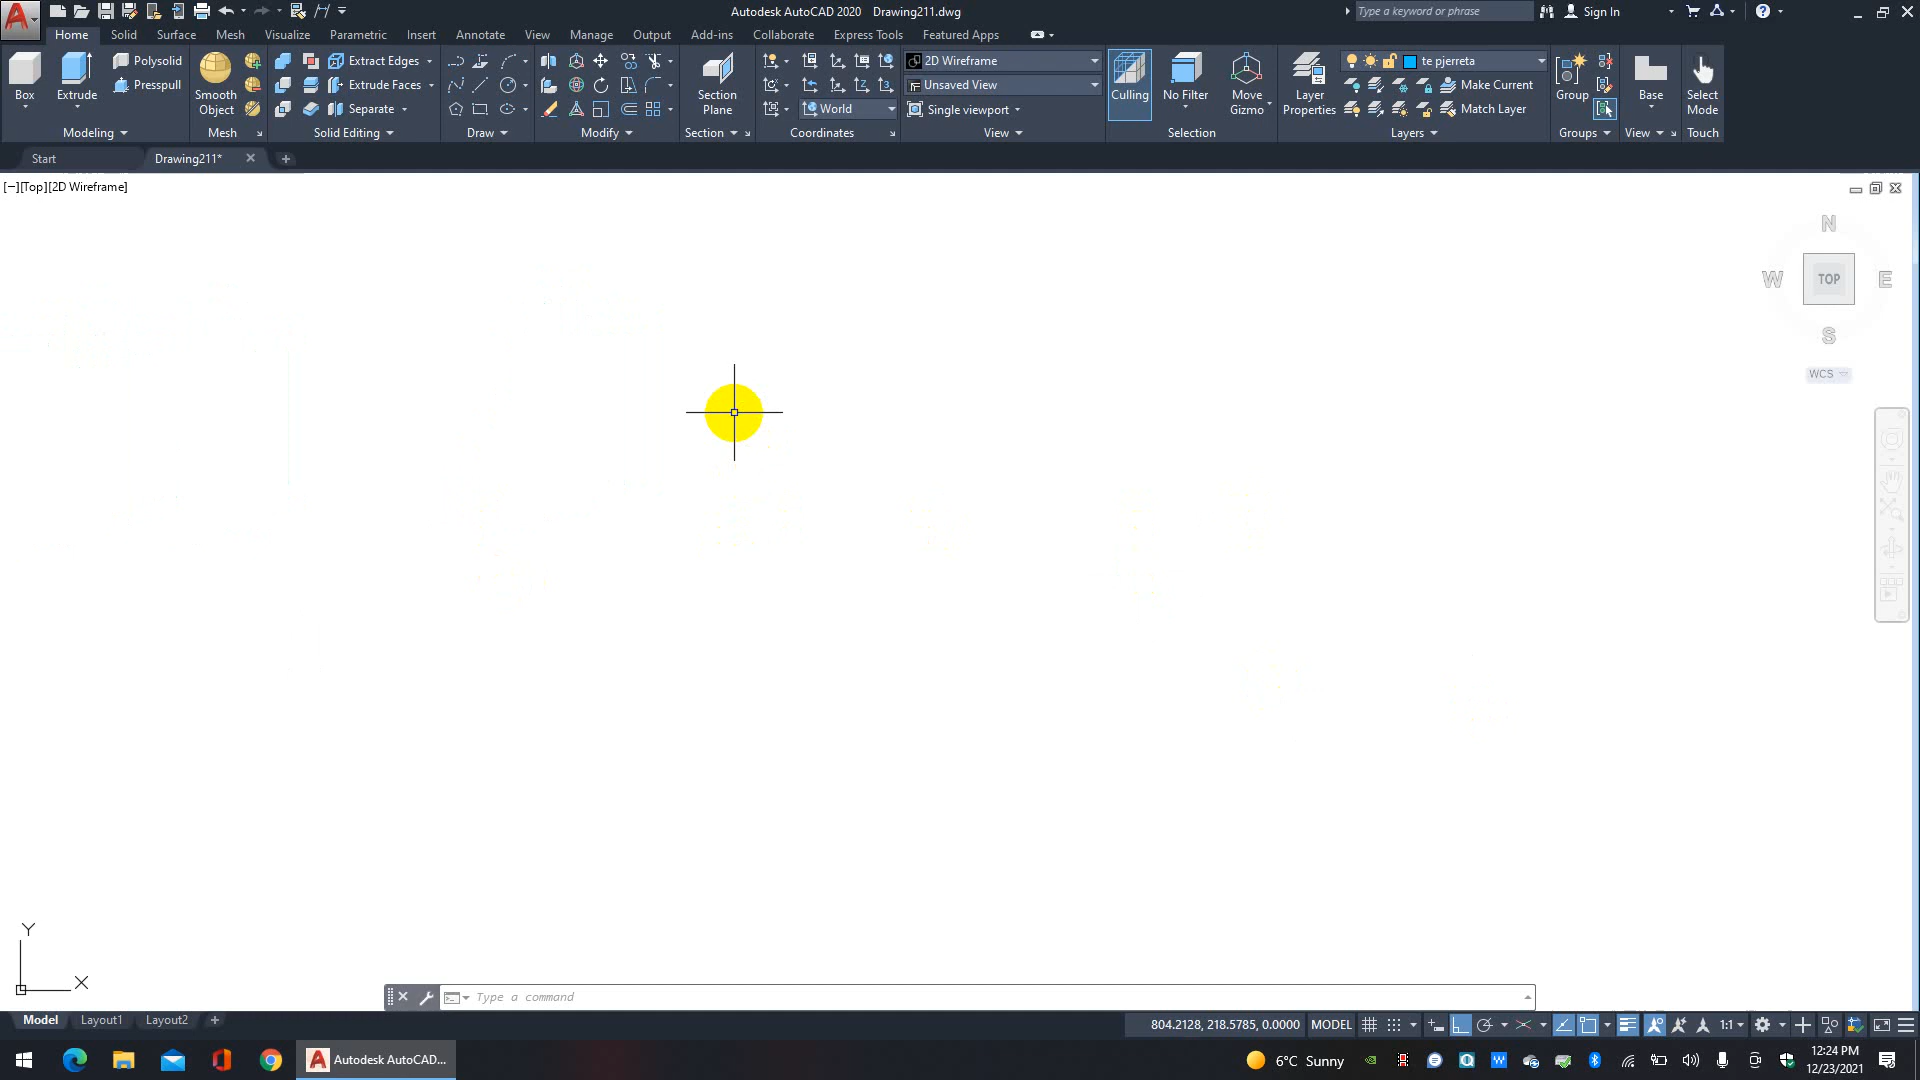 Autodesk AutoCAD 2020 Drawing211.dwg
Type a keyword or phrase
Sign In
Home Solid Surface Mesh Visualize Parametric Insert Annotate View Manage Output Add-ins Collaborate Express Tools Featured Apps
Box
Extrude
Polysolid
Presspull
Modeling
Smooth
Object
Mesh
Extract Edges
Extrude Faces
Separate
Solid Editing
Draw
Modify
Section
Plane
Section
World
Coordinates
2D Wireframe
Unsaved View
Single viewport
View
Culling
No Filter
Move
Gizmo
Selection
Layer
Properties
te pjerreta
Make Current
Match Layer
Layers
Group
Groups
Base
View
Select
Mode
Touch
Start
Drawing211*
[−][Top][2D Wireframe]
N
W
TOP
E
S
WCS
Y
X
Type a command
Model Layout1 Layout2
804.2128, 218.5785, 0.0000 MODEL
1:1
Autodesk AutoCAD...
6°C Sunny
12:24 PM
12/23/2021